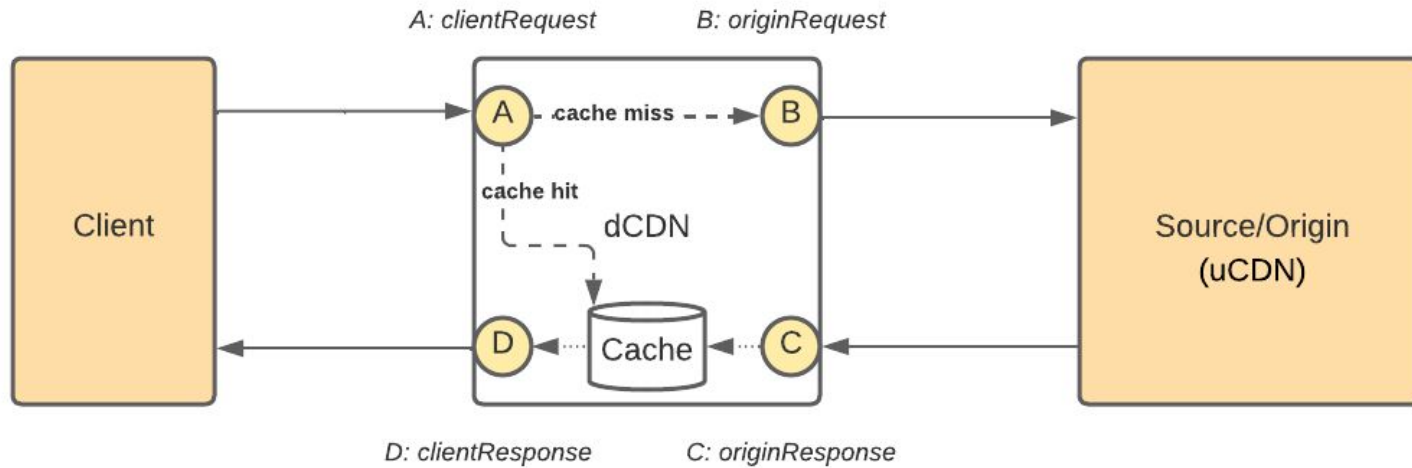 A: clientRequest
B: originRequest
A
cache miss
B
cache hit
Client
dCDN
Source/Origin
(uCDN)
D
Cache
C
D: clientResponse
C: originResponse